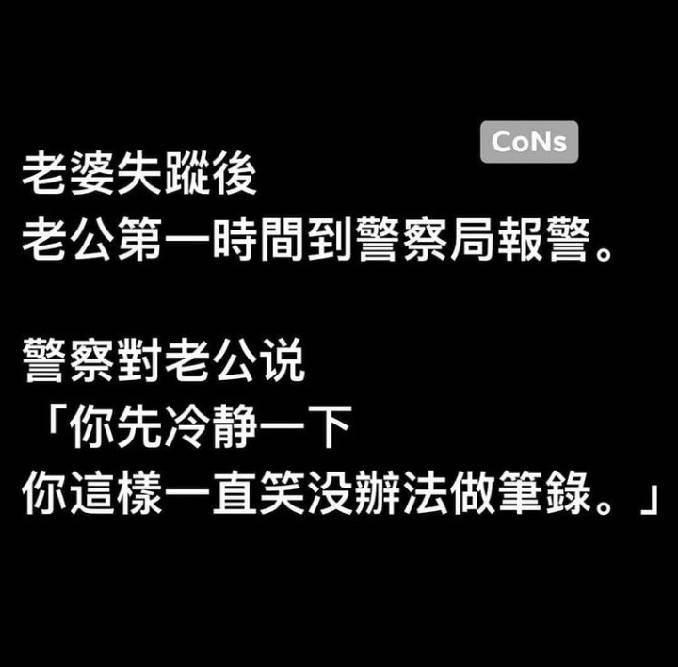 CoNs
老婆失蹤後
老公第一時間到警察局報警。
警察對老公说
「你先冷静一下
你這樣一直笑没辦法做筆錄。」